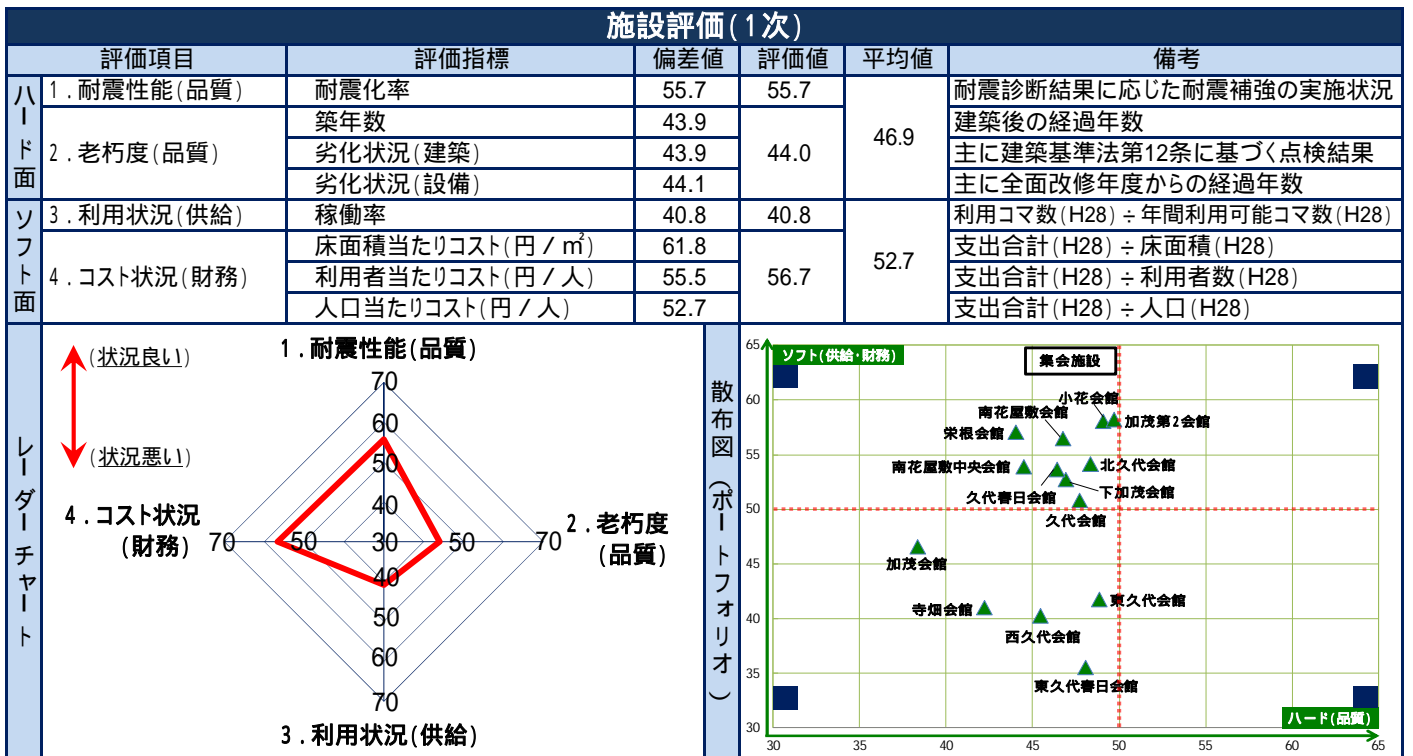 施設評価(1次)
評価項目 評価指標 偏差値 評価値 平均値 備考
ハード面
1.耐震性能(品質) 耐震化率 55.7 55.7 46.9 耐震診断結果に応じた耐震補強の実施状況
2.老朽度(品質) 築年数 43.9 44.0 建築後の経過年数
劣化状況(建築) 43.9 主に建築基準法第12条に基づく点検結果
劣化状況(設備) 44.1 主に全面改修年度からの経過年数
ソフト面
3.利用状況(供給) 稼働率 40.8 40.8 52.7 利用コマ数(H28)÷年間利用可能コマ数(H28)
4.コスト状況(財務) 床面積当たりコスト(円/㎡) 61.8 56.7 支出合計(H28)÷床面積(H28)
利用者当たりコスト(円/人) 55.5 支出合計(H28)÷利用者数(H28)
人口当たりコスト(円/人) 52.7 支出合計(H28)÷人口(H28)
レーダーチャート
(状況良い)
(状況悪い)
1.耐震性能(品質)
70
60
50
40
4.コスト状況
(財務)
70 50 30 50 70
2.老朽度
(品質)
40
50
60
70
3.利用状況(供給)
散布図(ポートフォリオ)
65
ソフト(供給・財務)
集会施設
60
小花会館
南花屋敷会館
加茂第2会館
栄根会館
55
南花屋敷中央会館
北久代会館
久代春日会館
下加茂会館
50
久代会館
45
加茂会館
40
寺畑会館
東久代会館
西久代会館
35
東久代春日会館
30
ハード(品質)
30 35 40 45 50 55 60 65